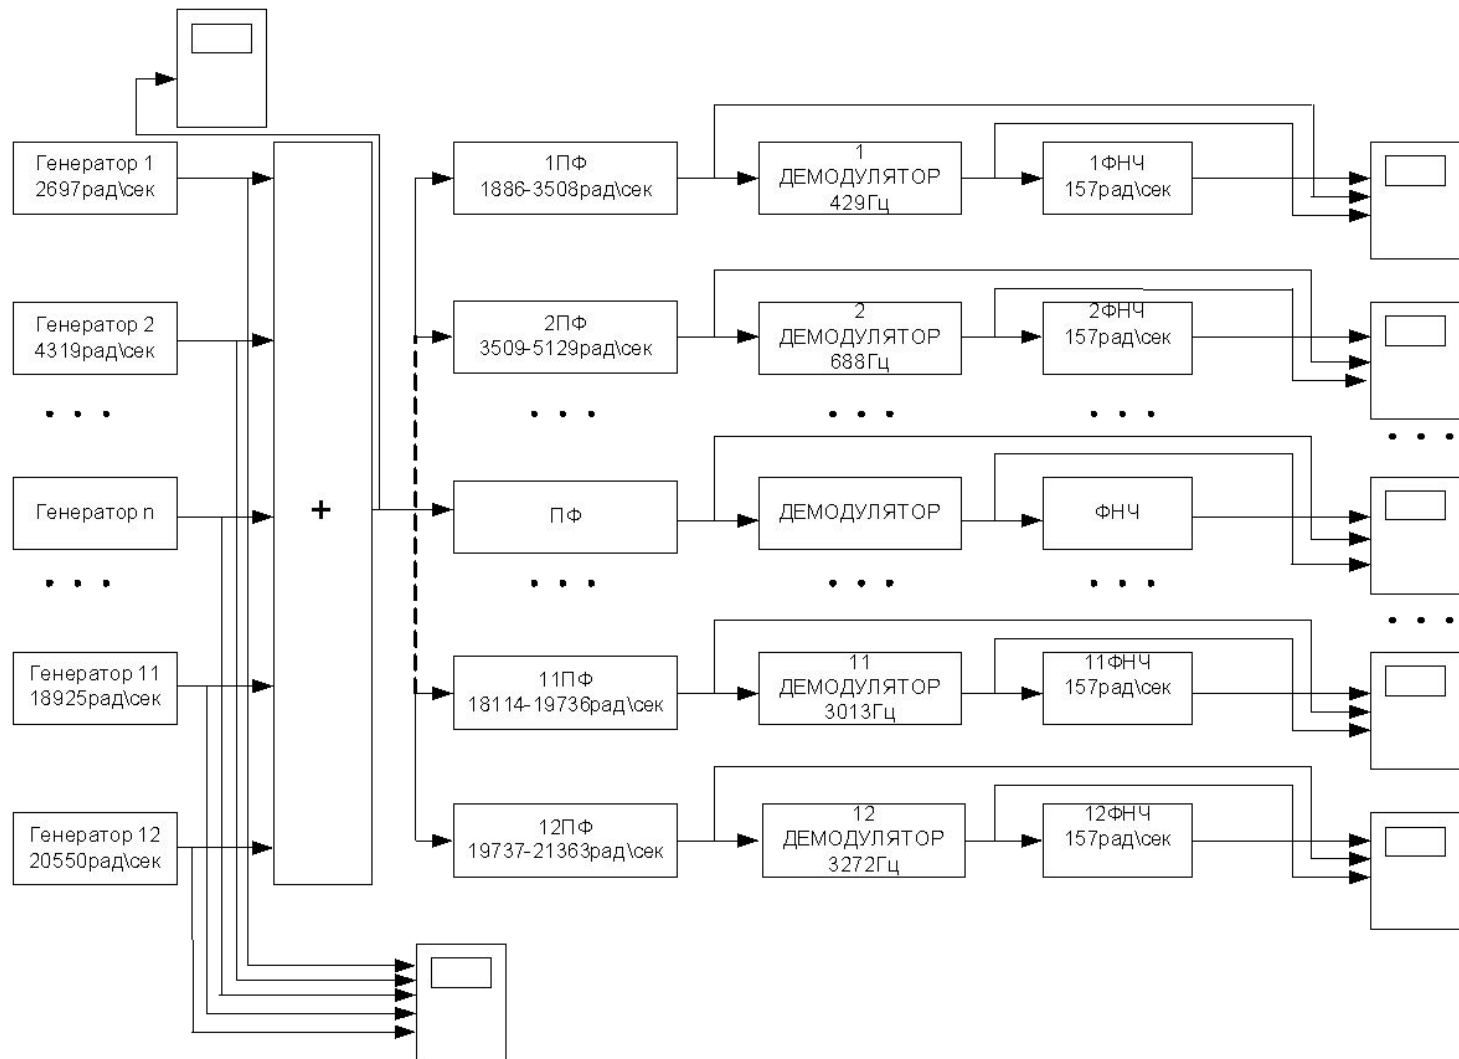 Генератор 1
2697рад\сек
1ПФ
1886-3508рад\сек
1
ДЕМОДУЛЯТОР
429Гц
1ФНЧ
157рад\сек
Генератор 2
4319рад\сек
2ПФ
3509-5129рад\сек
2
ДЕМОДУЛЯТОР
688Гц
2ФНЧ
157рад\сек
• • •
• • •
• • •
• • •
• • •
Генератор n
+
ПФ
ДЕМОДУЛЯТОР
ФНЧ
• • •
• • •
• • •
• • •
• • •
Генератор 11
18925рад\сек
11ПФ
18114-19736рад\сек
11
ДЕМОДУЛЯТОР
3013Гц
11ФНЧ
157рад\сек
Генератор 12
20550рад\сек
12ПФ
19737-21363рад\сек
12
ДЕМОДУЛЯТОР
3272Гц
12ФНЧ
157рад\сек